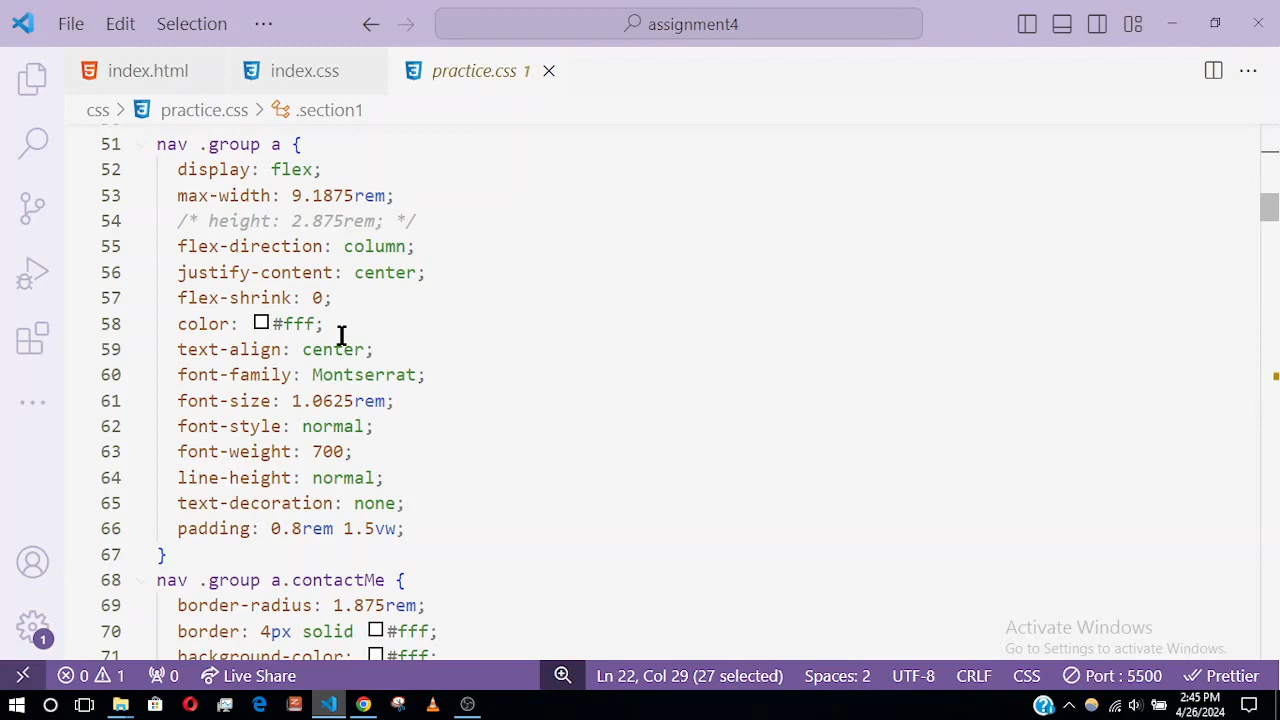 File Edit Selection ··· assignment4
index.html index.css practice.css 1
css > practice.css > .section1
51 nav .group a {
52 display: flex;
53 max-width: 9.1875rem;
54 /* height: 2.875rem; */
55 flex-direction: column;
56 justify-content: center;
57 flex-shrink: 0;
58 color: #fff;
59 text-align: center;
60 font-family: Montserrat;
61 font-size: 1.0625rem;
62 font-style: normal;
63 font-weight: 700;
64 line-height: normal;
65 text-decoration: none;
66 padding: 0.8rem 1.5vw;
67 }
68 nav .group a.contactMe {
69 border-radius: 1.875rem;
70 border: 4px solid #fff;
71 background-color: #fff;
Activate Windows
Go to Settings to activate Windows.
1
0 1 0 Live Share Ln 22, Col 29 (27 selected) Spaces: 2 UTF-8 CRLF CSS Port : 5500 Prettier
2:45 PM
4/26/2024